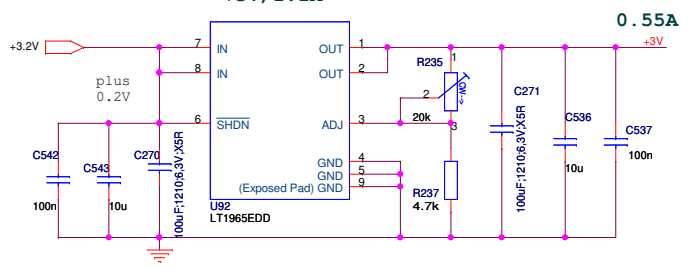 0.55A
+3.2V
7
IN
OUT
1
+3V
8
IN
OUT
2
R235
1
CW->
2
plus
0.2V
C271
6
SHDN
ADJ
3
20k
3
C536
C537
100n
C542
C543
C270
100uF;1210;6,3V;X5R
100uF;1210;6,3V;X5R
10u
100n
10u
GND
4
GND
5
(Exposed Pad) GND
9
R237
4.7k
U92
LT1965EDD